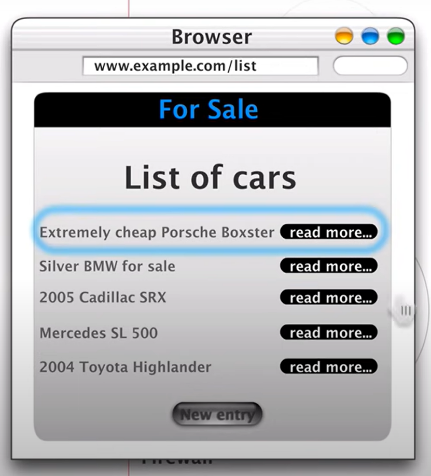 Browser
www.example.com/list
For Sale
List of cars
Extremely cheap Porsche Boxster read more...
Silver BMW for sale read more...
2005 Cadillac SRX read more...
Mercedes SL 500 read more...
2004 Toyota Highlander read more...
New entry
Firewall